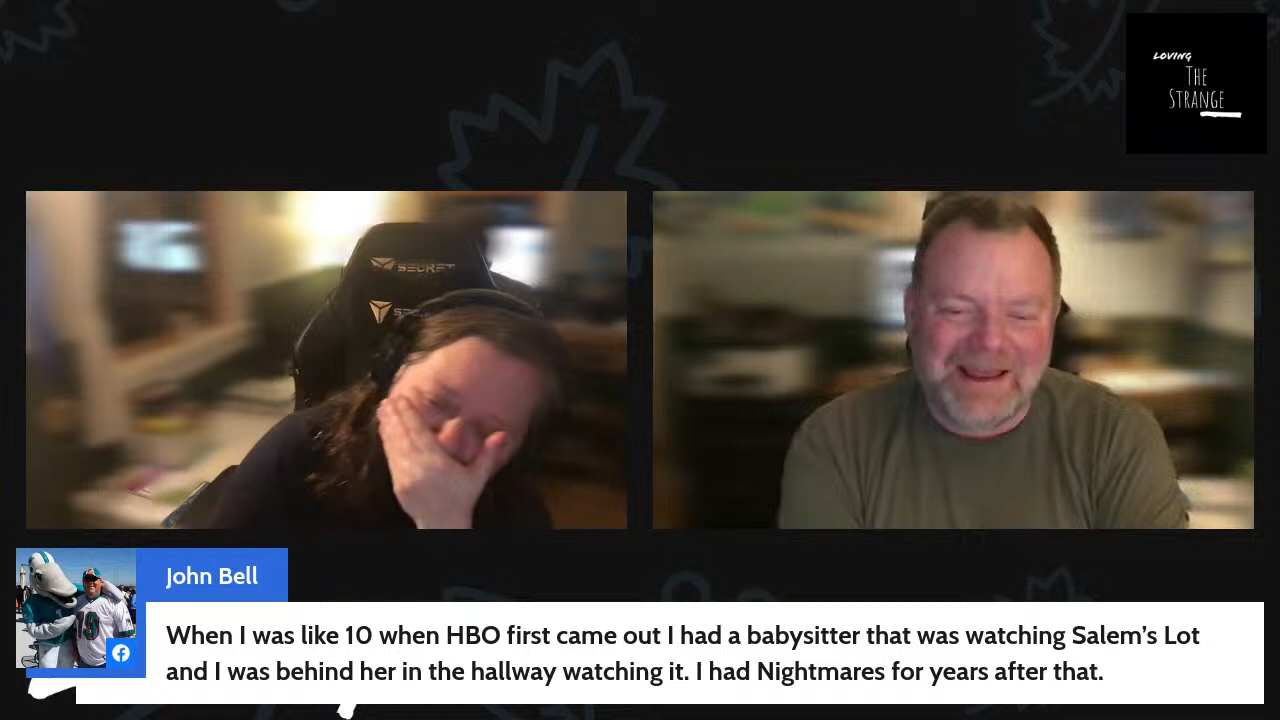 LOVING
THE
STRANGE
SECRET
John Bell
When I was like 10 when HBO first came out I had a babysitter that was watching Salem's Lot
and I was behind her in the hallway watching it. I had Nightmares for years after that.